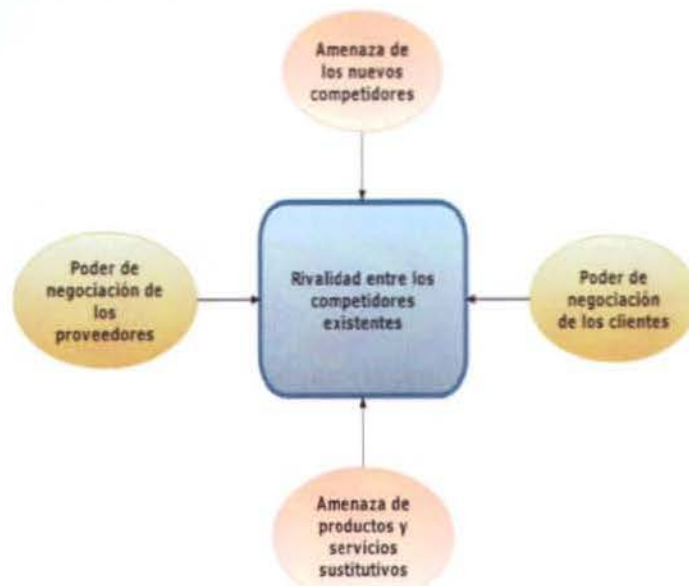 Amenaza de
los nuevos
competidores
Poder de
negociación de
los
proveedores
Rivalidad entre los
competidores
existentes
Poder de
negociación
de los clientes
Amenaza de
productos y
servicios
sustitutivos